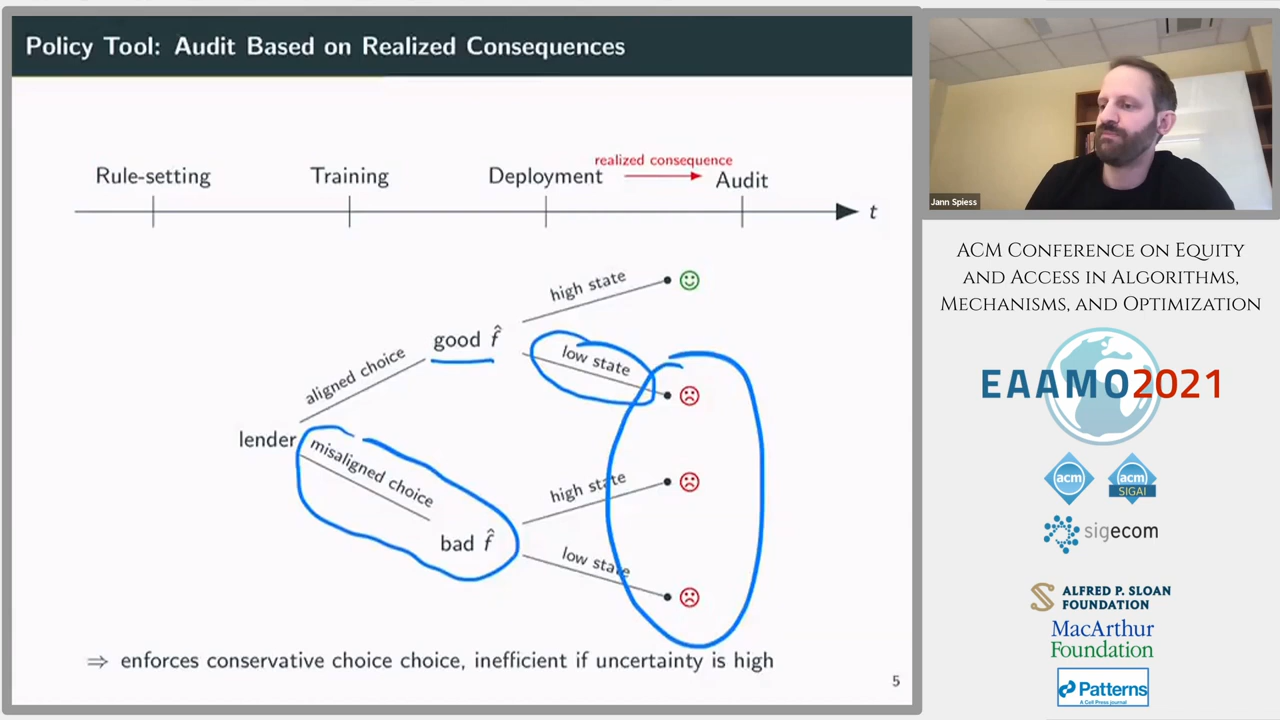 Policy Tool: Audit Based on Realized Consequences
realized consequence
Rule-setting Training Deployment Audit
t
high state
good f̂
low state
aligned choice
lender
misaligned choice
high state
bad f̂
low state
⇒ enforces conservative choice choice, inefficient if uncertainty is high
5
Jann Spiess
ACM Conference on Equity
and Access in Algorithms,
Mechanisms, and Optimization
EAAMO2021
acm acm
SIGAI
sigecom
ALFRED P. SLOAN
FOUNDATION
MacArthur
Foundation
Patterns
A Cell Press journal